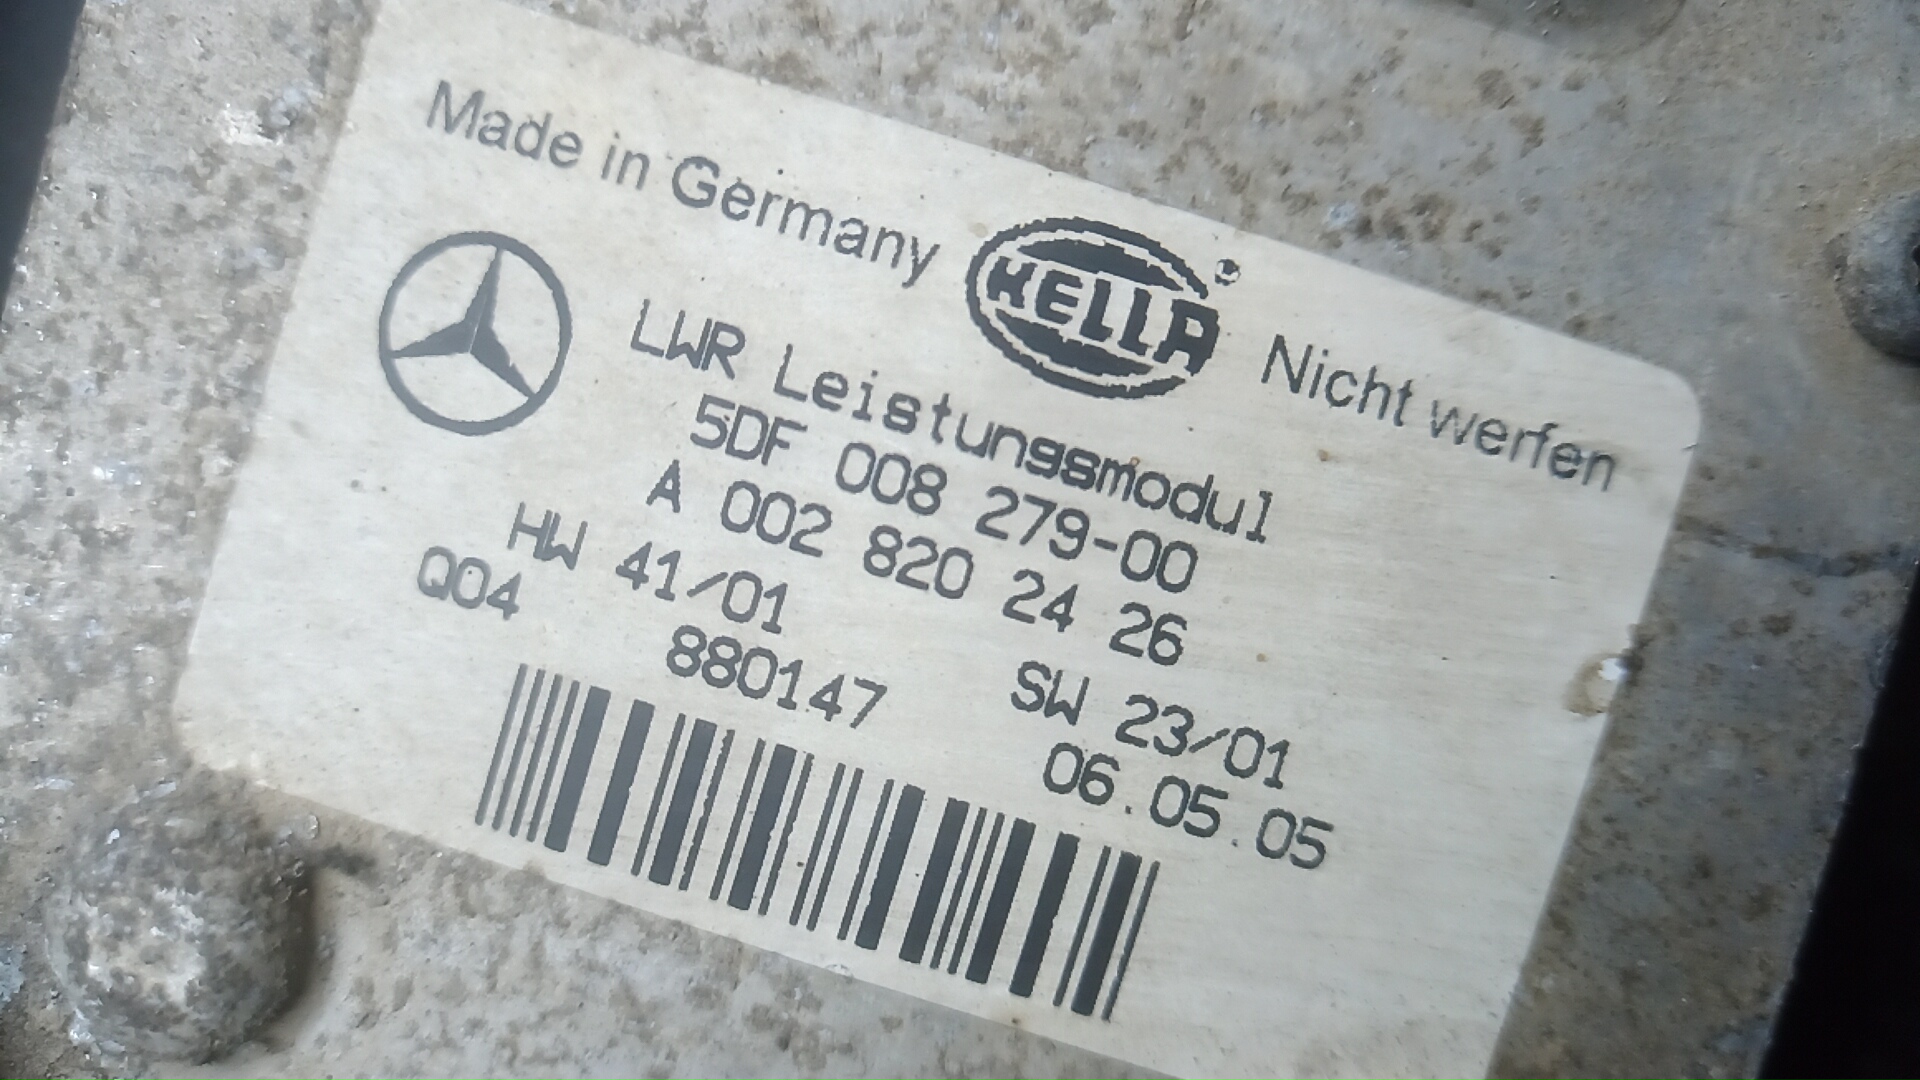 Made in Germany HELLA Nicht werfen
LWR Leistungsmodul
5DF 008 279-00
A 002 820 24 26
HW 41/01 SW 23/01
Q04 880147 06.05.05